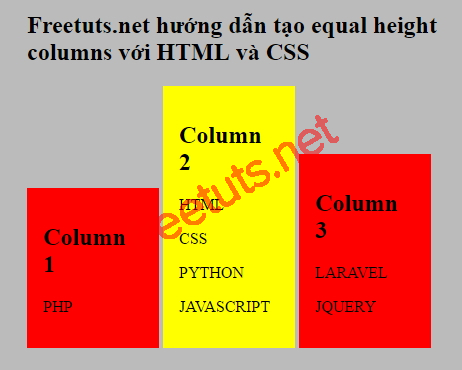 Freetuts.net hướng dẫn tạo equal height
columns với HTML và CSS
Column
1
PHP
Column
2
HTML
CSS
PYTHON
JAVASCRIPT
Column
3
LARAVEL
JQUERY
eetuts.net